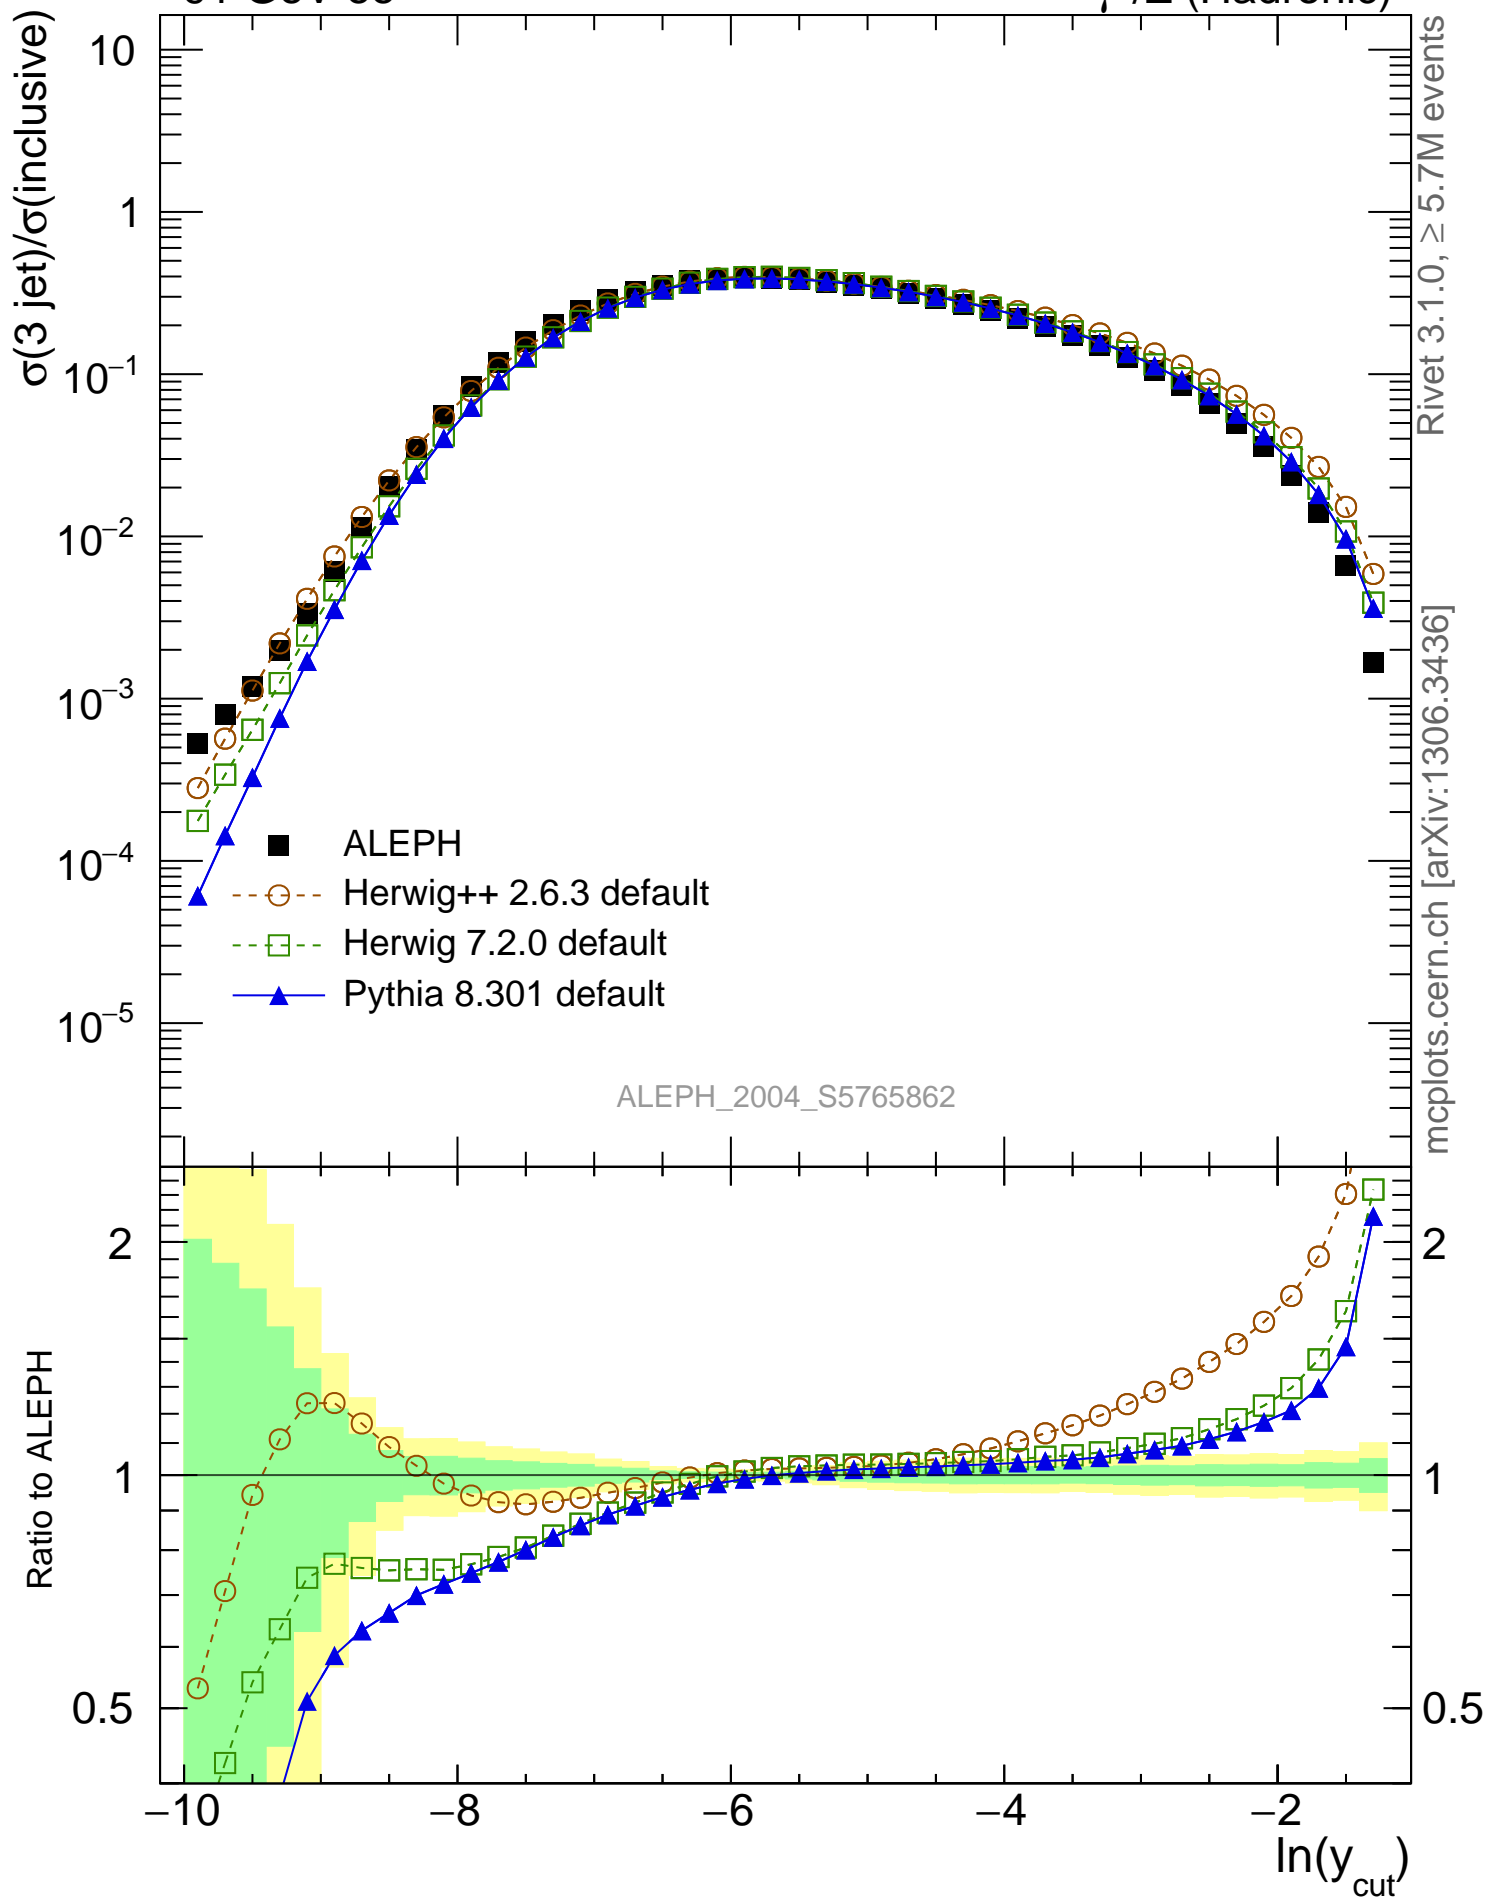 σ(3 jet)/σ(inclusive)
10
1
10⁻¹
10⁻²
10⁻³
10⁻⁴
10⁻⁵
ALEPH
Herwig++ 2.6.3 default
Herwig 7.2.0 default
Pythia 8.301 default
ALEPH_2004_S5765862
Rivet 3.1.0, ≥ 5.7M events
mcplots.cern.ch [arXiv:1306.3436]
Ratio to ALEPH
2 2
1 1
0.5 0.5
−10 −8 −6 −4 −2
ln(y_cut)